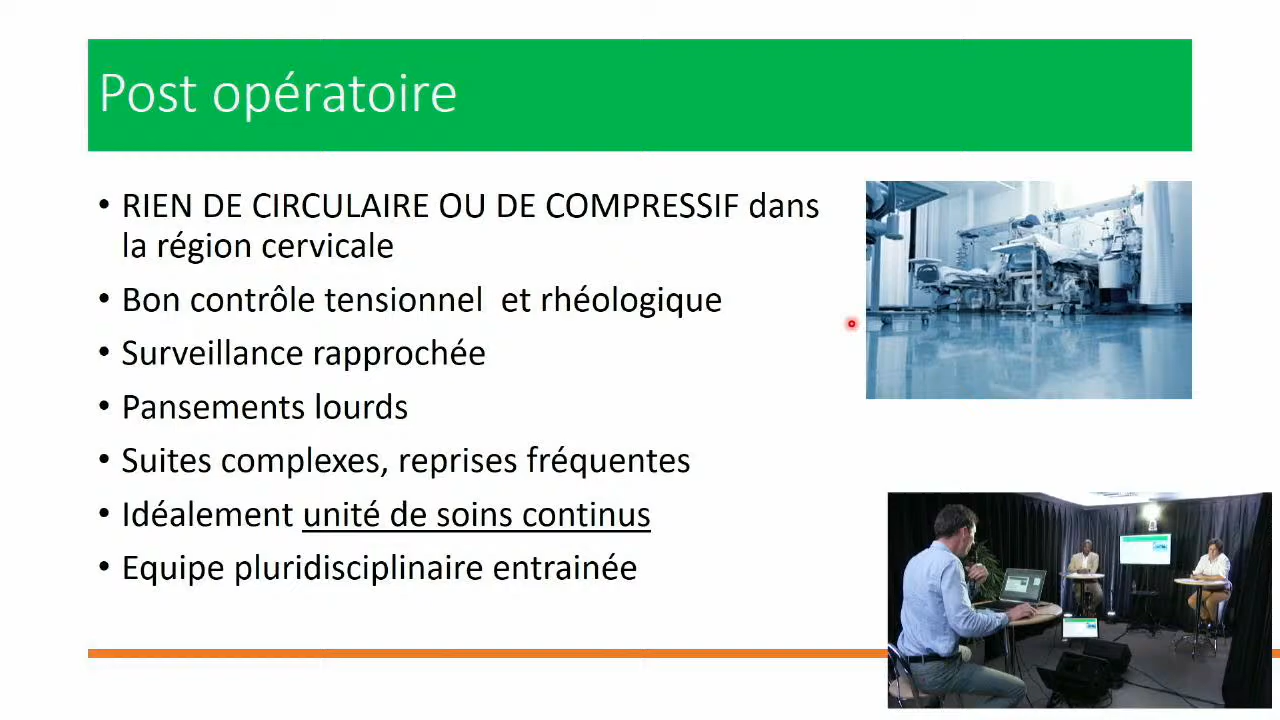 Post opératoire
• RIEN DE CIRCULAIRE OU DE COMPRESSIF dans
la région cervicale
• Bon contrôle tensionnel  et rhéologique
• Surveillance rapprochée
• Pansements lourds
• Suites complexes, reprises fréquentes
• Idéalement unité de soins continus
• Equipe pluridisciplinaire entrainée